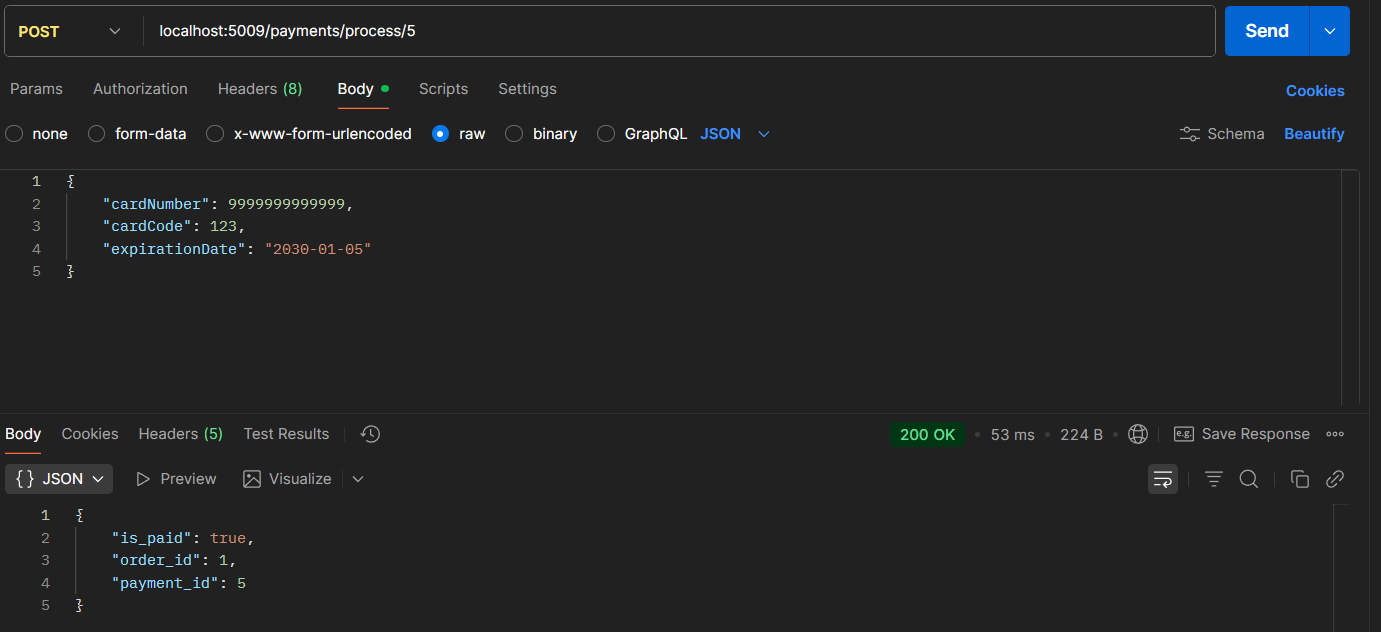 POST localhost:5009/payments/process/5 Send
Params Authorization Headers (8) Body Scripts Settings Cookies
none form-data x-www-form-urlencoded raw binary GraphQL JSON Schema Beautify
1 {
2 "cardNumber": 9999999999999,
3 "cardCode": 123,
4 "expirationDate": "2030-01-05"
5 }
Body Cookies Headers (5) Test Results 200 OK 53 ms 224 B e.g. Save Response
{} JSON Preview Visualize
1 {
2 "is_paid": true,
3 "order_id": 1,
4 "payment_id": 5
5 }